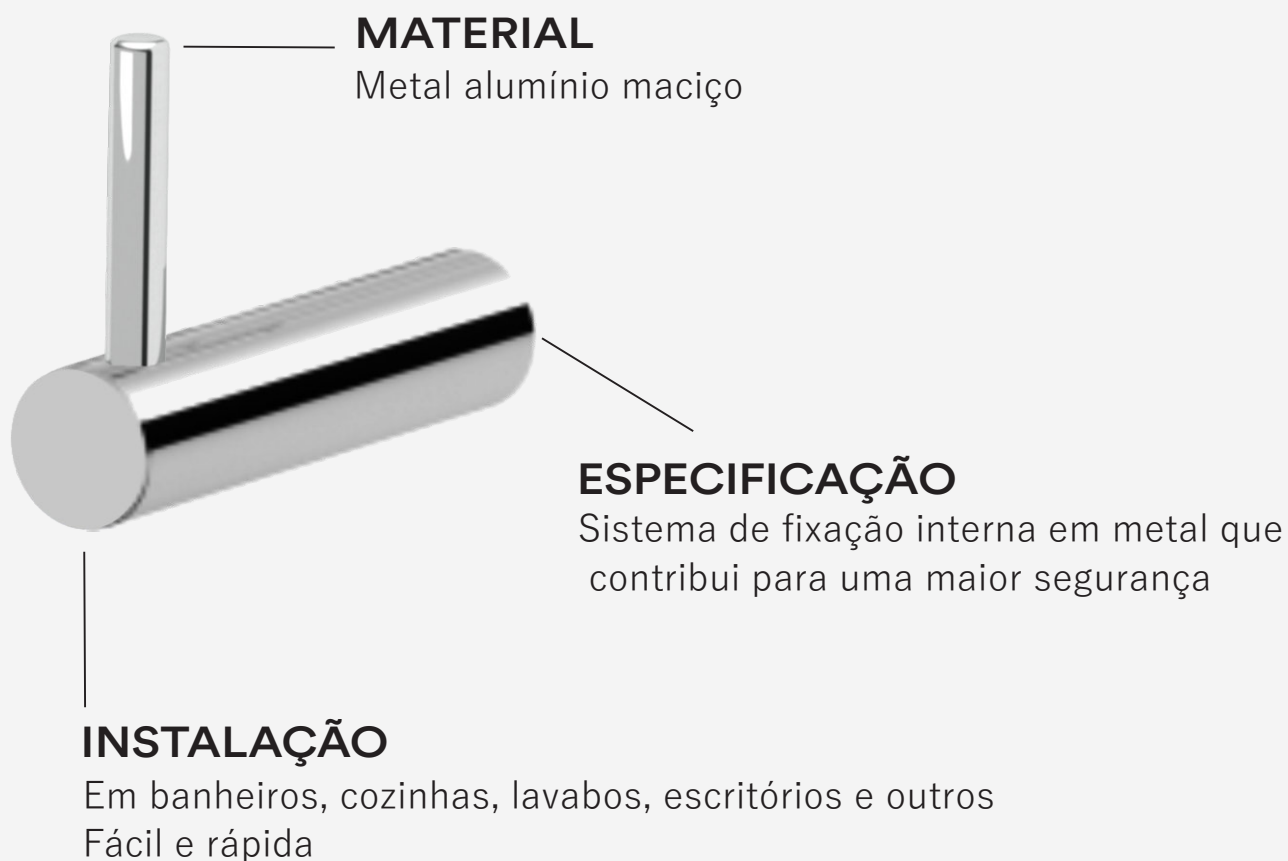 MATERIAL
Metal alumínio maciço
ESPECIFICAÇÃO
Sistema de fixação interna em metal que
contribui para uma maior segurança
INSTALAÇÃO
Em banheiros, cozinhas, lavabos, escritórios e outros
Fácil e rápida